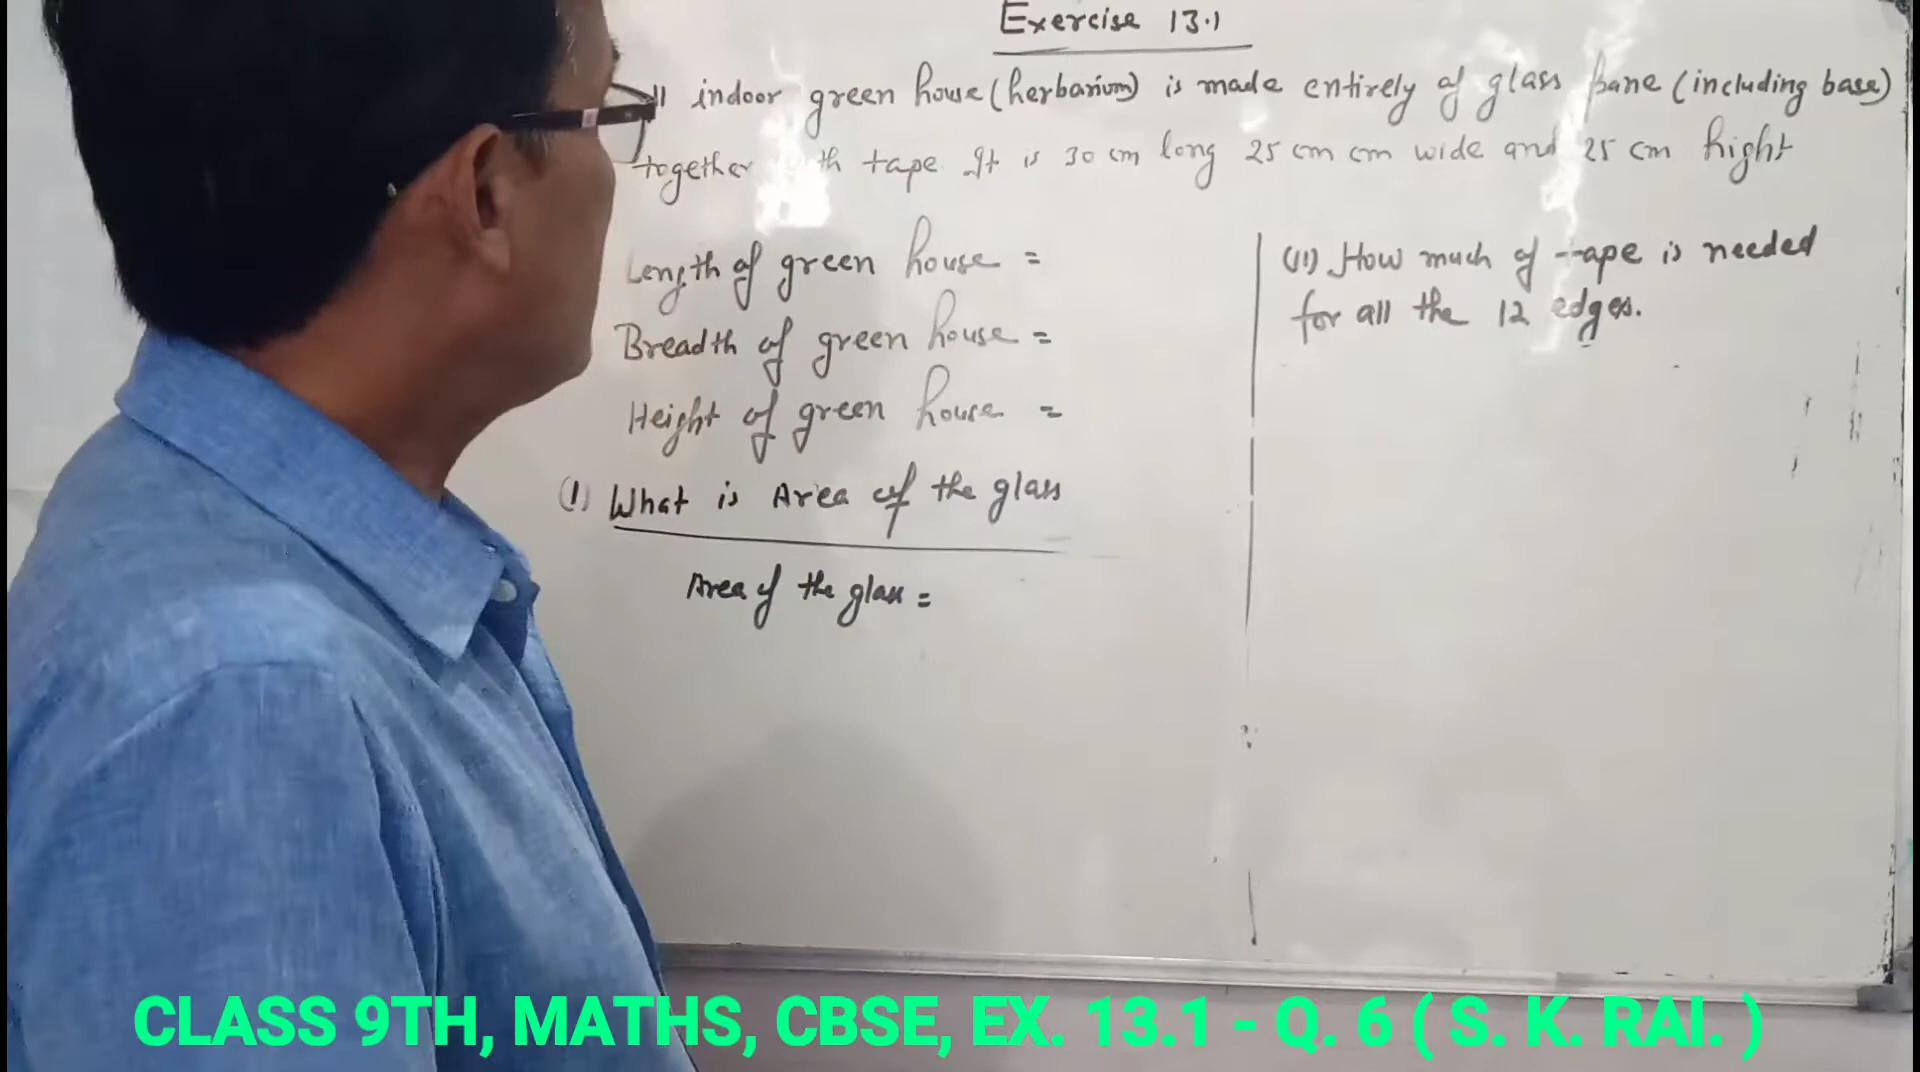 Exercise 13.1
ll indoor green house (herbarium) is made entirely of glass pane (including base)
together th tape. It is 30 cm long 25 cm cm wide and 25 cm hight
Length of green house =
Breadth of green house =
Height of green house =
(I) What is Area of the glass
Area of the glass =
(II) How much of tape is needed
for all the 12 edges.
CLASS 9TH, MATHS, CBSE, EX. 13.1 - Q. 6 ( S. K. RAI. )